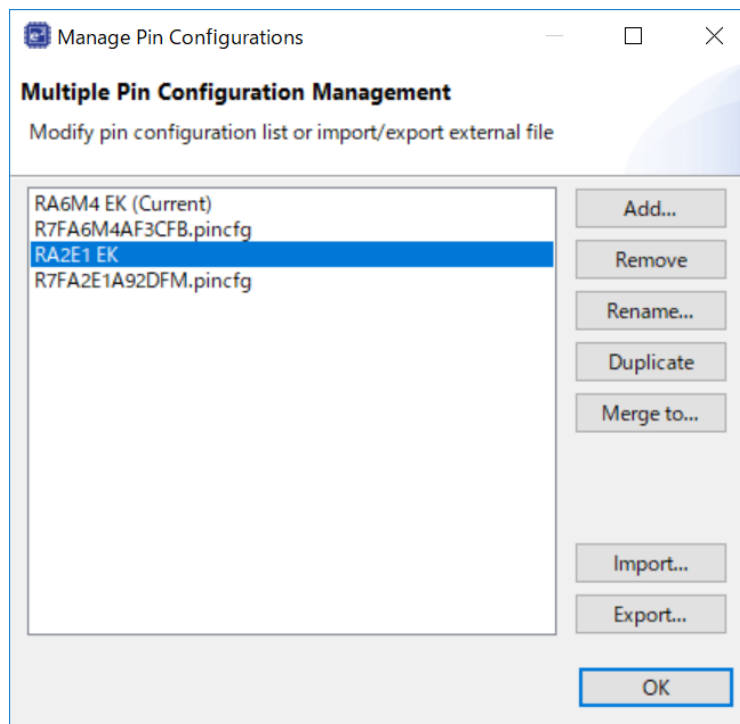 Manage Pin Configurations
Multiple Pin Configuration Management
Modify pin configuration list or import/export external file
RA6M4 EK (Current)
R7FA6M4AF3CFB.pincfg
RA2E1 EK
R7FA2E1A92DFM.pincfg
Add...
Remove
Rename...
Duplicate
Merge to...
Import...
Export...
OK